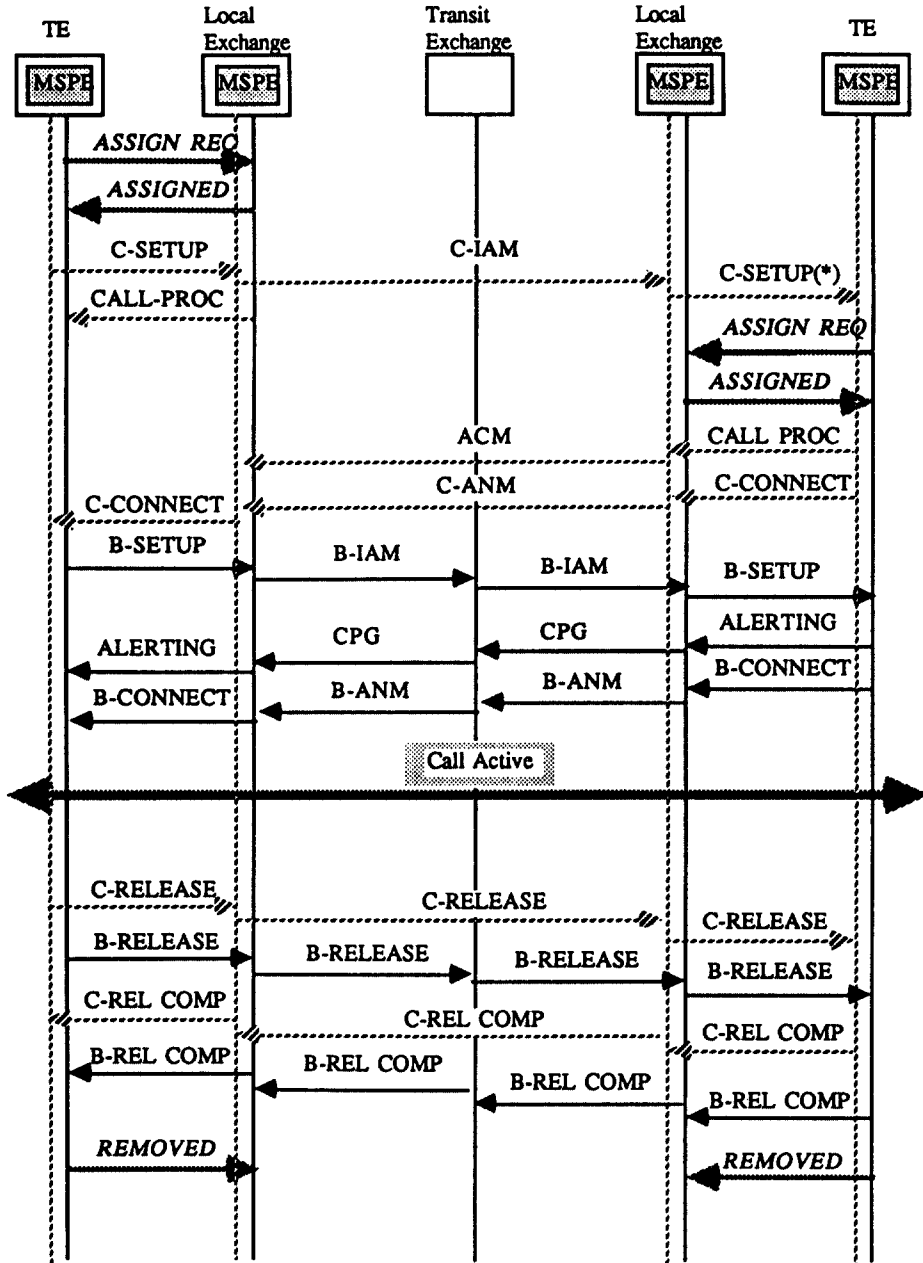 TE
Local
Exchange
Transit
Exchange
Local
Exchange
TE
MSPE
MSPE
MSPE
MSPE
ASSIGN REQ
ASSIGNED
C-SETUP
C-IAM
C-SETUP(*)
CALL-PROC
ASSIGN REQ
ASSIGNED
ACM
CALL PROC
C-ANM
C-CONNECT
C-CONNECT
B-SETUP
B-IAM
B-IAM
B-SETUP
ALERTING
CPG
CPG
ALERTING
B-CONNECT
B-ANM
B-ANM
B-CONNECT
Call Active
C-RELEASE
C-RELEASE
C-RELEASE
B-RELEASE
B-RELEASE
B-RELEASE
B-RELEASE
C-REL COMP
C-REL COMP
C-REL COMP
B-REL COMP
B-REL COMP
B-REL COMP
B-REL COMP
REMOVED
REMOVED